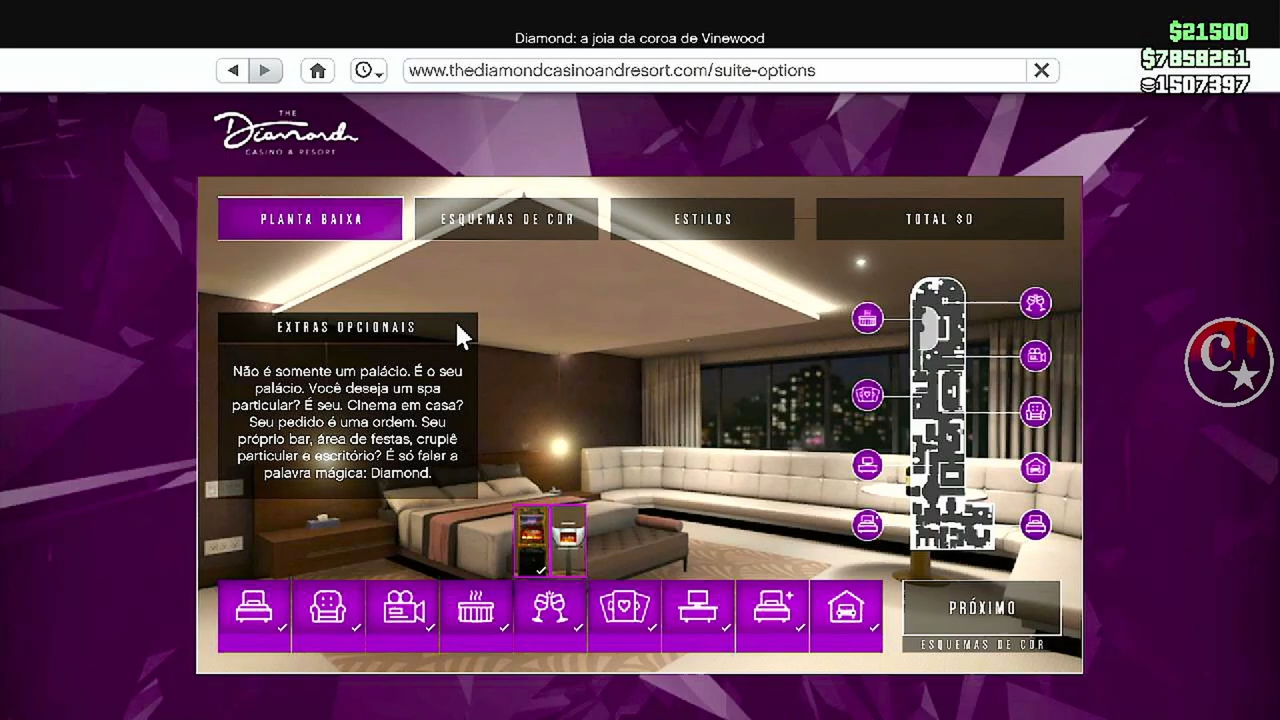 Diamond: a joia da coroa de Vinewood
$21500
www.thediamondcasinoandresort.com/suite-options
$7858261
1507397
THE
Diamond
CASINO & RESORT
PLANTA BAIXA
ESQUEMAS DE COR
ESTILOS
TOTAL $0
EXTRAS OPCIONAIS
Não é somente um palácio. É o seu
palácio. Você deseja um spa
particular? É seu. Cinema em casa?
Seu pedido é uma ordem. Seu
próprio bar, área de festas, crupiê
particular e escritório? É só falar a
palavra mágica: Diamond.
C
PRÓXIMO
ESQUEMAS DE COR